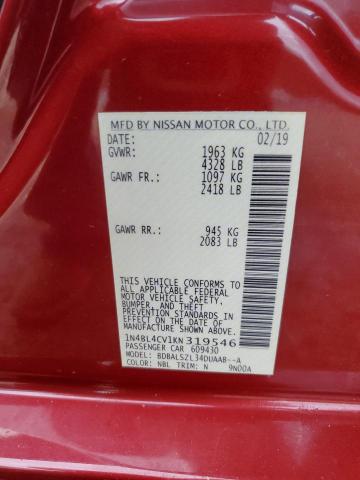 MFD BY NISSAN MOTOR CO., LTD.
DATE: 02/19
GVWR: 1963 KG
4328 LB
GAWR FR.: 1097 KG
2418 LB
GAWR RR.: 945 KG
2083 LB
THIS VEHICLE CONFORMS
TO ALL APPLICABLE FEDERAL
MOTOR VEHICLE SAFETY,
BUMPER, AND THEFT
PREVENTION STANDARDS
IN EFFECT ON THE DATE OF
MANUFACTURE SHOWN ABOVE.
1N4BL4CV1KN319546
PASSENGER CAR 609430
MODEL: BDBALSZL34DUAAB--A
COLOR: NBL TRIM: N 9N00A